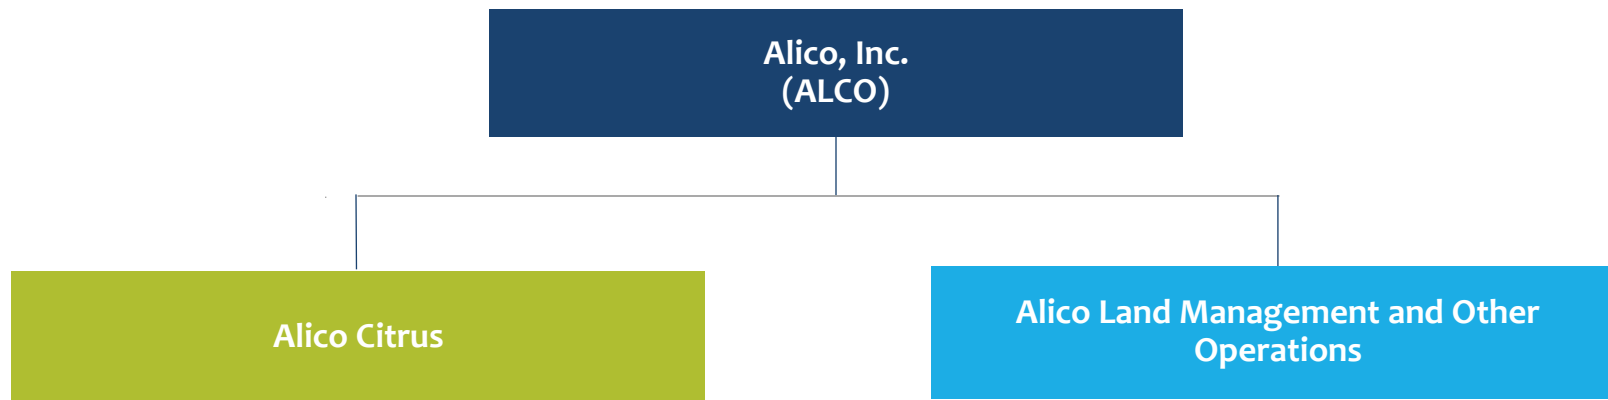 Alico, Inc.
(ALCO)
Alico Citrus
Alico Land Management and Other
Operations